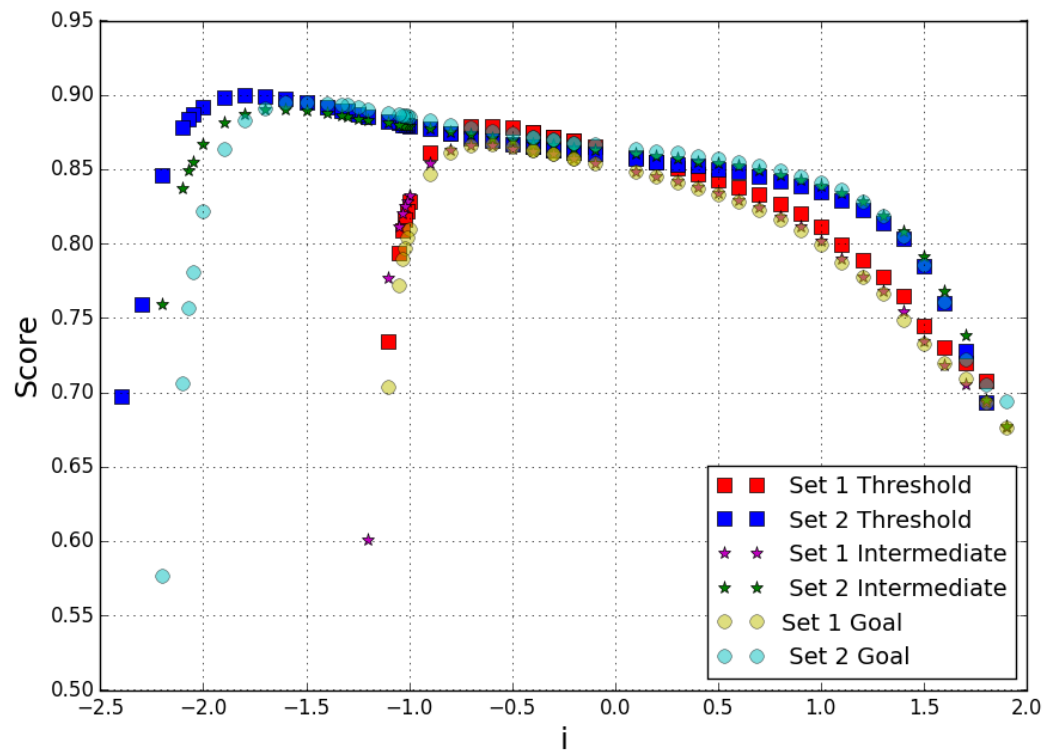 0.95
0.90
0.85
0.80
0.75
0.70
0.65
0.60
0.55
0.50
Score
−2.5 −2.0 −1.5 −1.0 −0.5 0.0 0.5 1.0 1.5 2.0
i
Set 1 Threshold
Set 2 Threshold
Set 1 Intermediate
Set 2 Intermediate
Set 1 Goal
Set 2 Goal